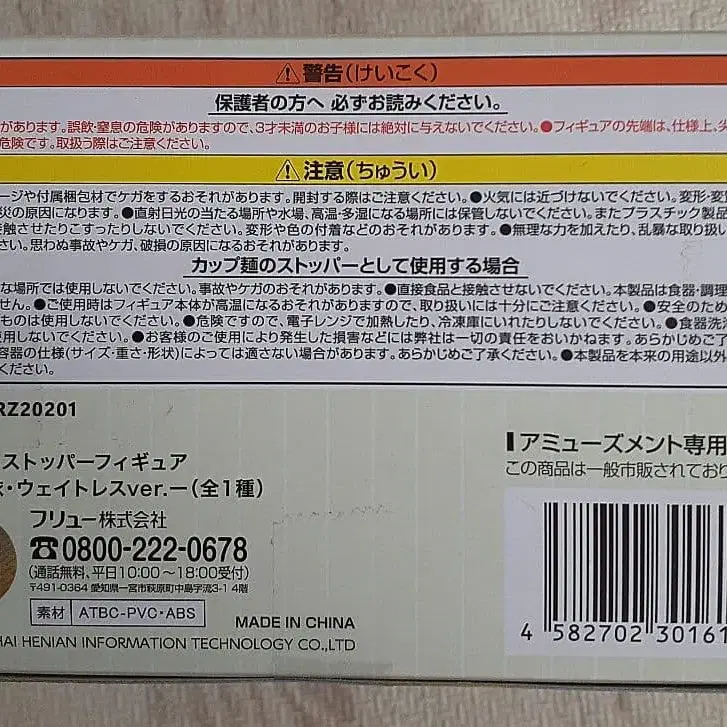 ⚠警告(けいこく)
保護者の方へ 必ずお読みください。
があります。誤飲・窒息の危険がありますので、3才未満のお子様には絶対に与えないでください。●フィギュアの先端は、仕様上、尖
危険です。取扱う際はご注意ください。
⚠注意(ちゅうい)
ージや付属梱包材でケガをするおそれがあります。開封する際はご注意ください。●火気には近づけないでください。変形・変質
災の原因になります。●直射日光の当たる場所や水場、高温・多湿になる場所には保管しないでください。またプラスチック製品
接触させたりこすったりしないでください。変形や色の付着などのおそれがあります。●無理な力を加えたり、乱暴な取り扱い
い。思わぬ事故やケガ、破損の原因になるおそれがあります。
カップ麺のストッパーとして使用する場合
な場所では使用しないでください。事故やケガのおそれがあります。●直接食品と接触させないでください。本製品は食器・調理
せん。●ご使用時はフィギュア本体が高温になるおそれがありますので、取り扱いには十分にご注意ください。●安全のため
ものは使用しないでください。●危険ですので、電子レンジで加熱したり、冷凍庫にいれたりしないでください。●食器洗
用しないでください。●お客様のご使用により発生した損害などには弊社は一切の責任をおいかねます。あらかじめご了
容器の仕様(サイズ・重さ・形状)によっては適さない場合があります。あらかじめご了承ください。●本製品を本来の用途以外
ください。
RZ20201
ストッパーフィギュア
・ウェイトレスver.ー(全1種)
フリュー株式会社
☎0800-222-0678
(通話無料、平日10:00~18:00受付)
〒491-0364 愛知県一宮市萩原町中島字流3-1 4階
素材 ATBC-PVC・ABS
MADE IN CHINA
HAI HENIAN INFORMATION TECHNOLOGY CO.,LTD
アミューズメント専用
この商品は一般市販されており
4 582702 30161